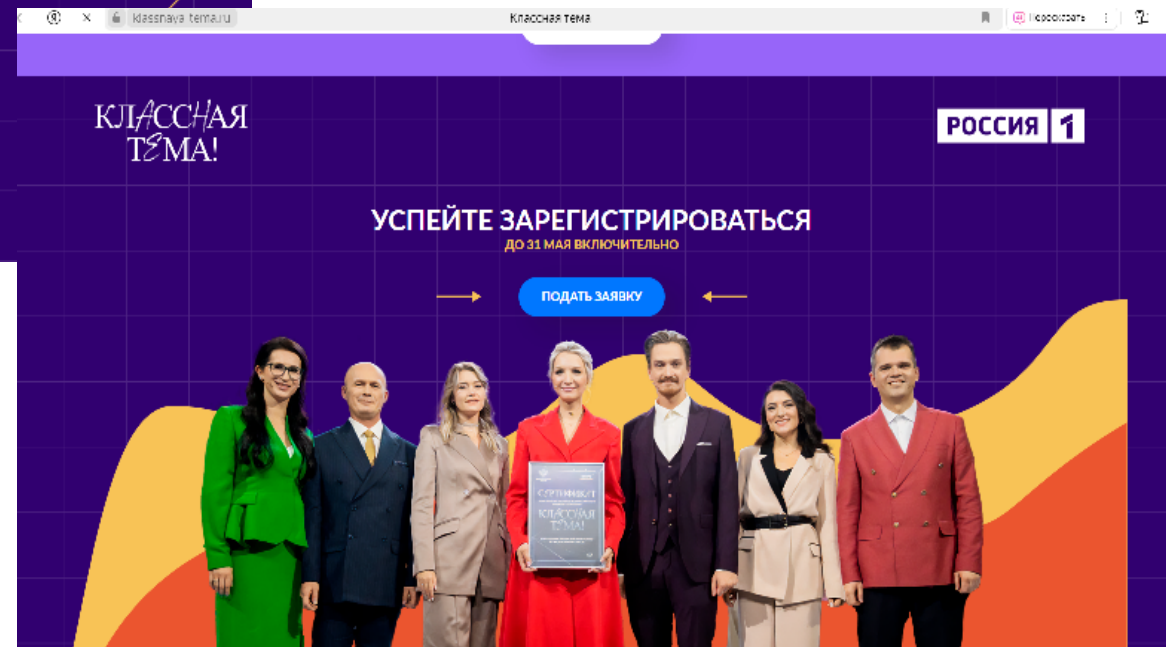 klassnaya-tema.ru
Классная тема
Пересказать
КЛАССНАЯ
ТЕМА!
РОССИЯ 1
УСПЕЙТЕ ЗАРЕГИСТРИРОВАТЬСЯ
ДО 31 МАЯ ВКЛЮЧИТЕЛЬНО
ПОДАТЬ ЗАЯВКУ
СЕРТИФИКАТ
КЛАССНАЯ
ТЕМА!